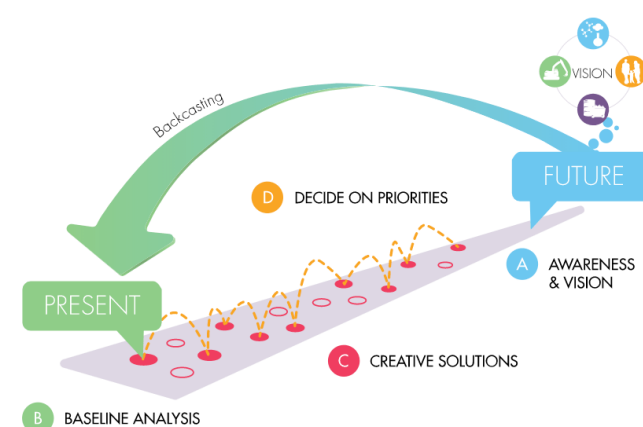 VISION
Backcasting
FUTURE
D DECIDE ON PRIORITIES
A AWARENESS
& VISION
PRESENT
C CREATIVE SOLUTIONS
B BASELINE ANALYSIS